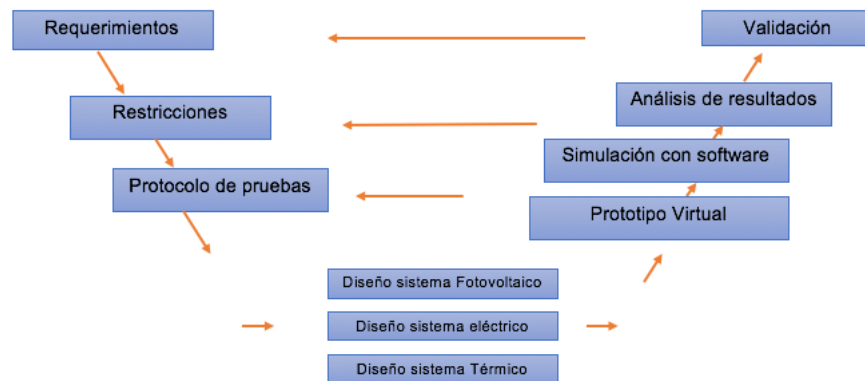 Requerimientos
Validación
Restricciones
Análisis de resultados
Protocolo de pruebas
Simulación con software
Prototipo Virtual
Diseño sistema Fotovoltaico
Diseño sistema eléctrico
Diseño sistema Térmico